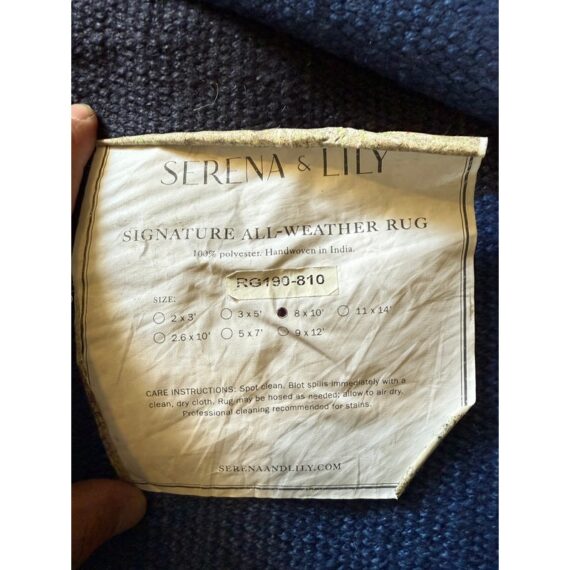 SERENA & LILY
SIGNATURE ALL-WEATHER RUG
100% polyester. Handwoven in India.
RG190-810
SIZE:
2 x 3' 3 x 5' 8 x 10' 11 x 14'
2.6 x 10' 5 x 7' 9 x 12'
CARE INSTRUCTIONS: Spot clean. Blot spills immediately with a
clean, dry cloth. Rug may be hosed as needed; allow to air dry.
Professional cleaning recommended for stains.
SERENAANDLILY.COM